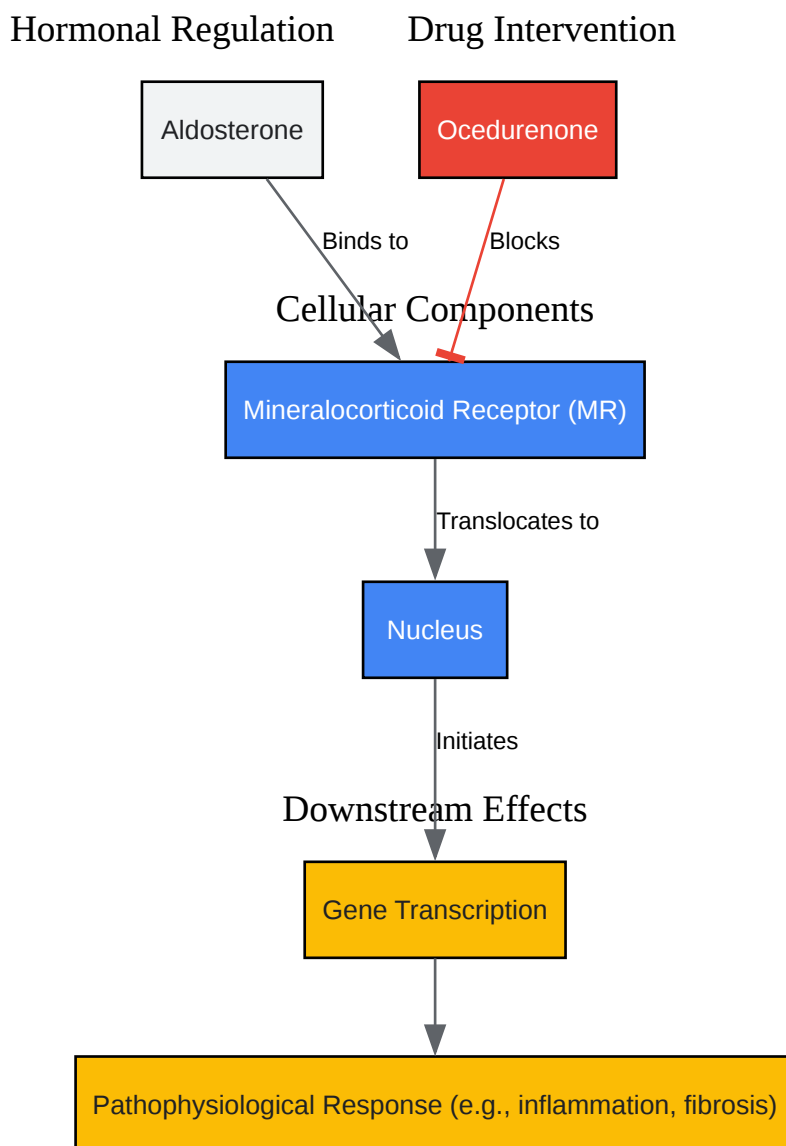 Hormonal Regulation
Drug Intervention
Aldosterone
Ocedurenone
Binds to
Blocks
Cellular Components
Mineralocorticoid Receptor (MR)
Translocates to
Nucleus
Initiates
Downstream Effects
Gene Transcription
Pathophysiological Response (e.g., inflammation, fibrosis)